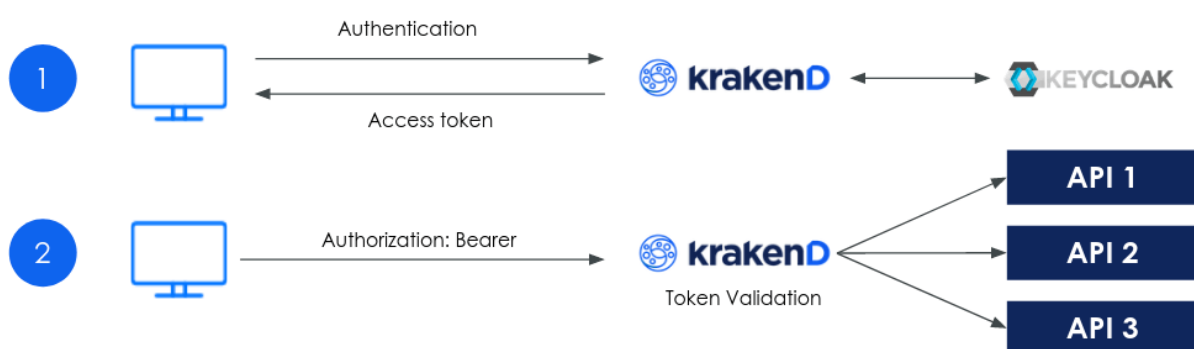 Authentication
1
krakenD
KEYCLOAK
Access token
API 1
2
Authorization: Bearer
krakenD
API 2
Token Validation
API 3